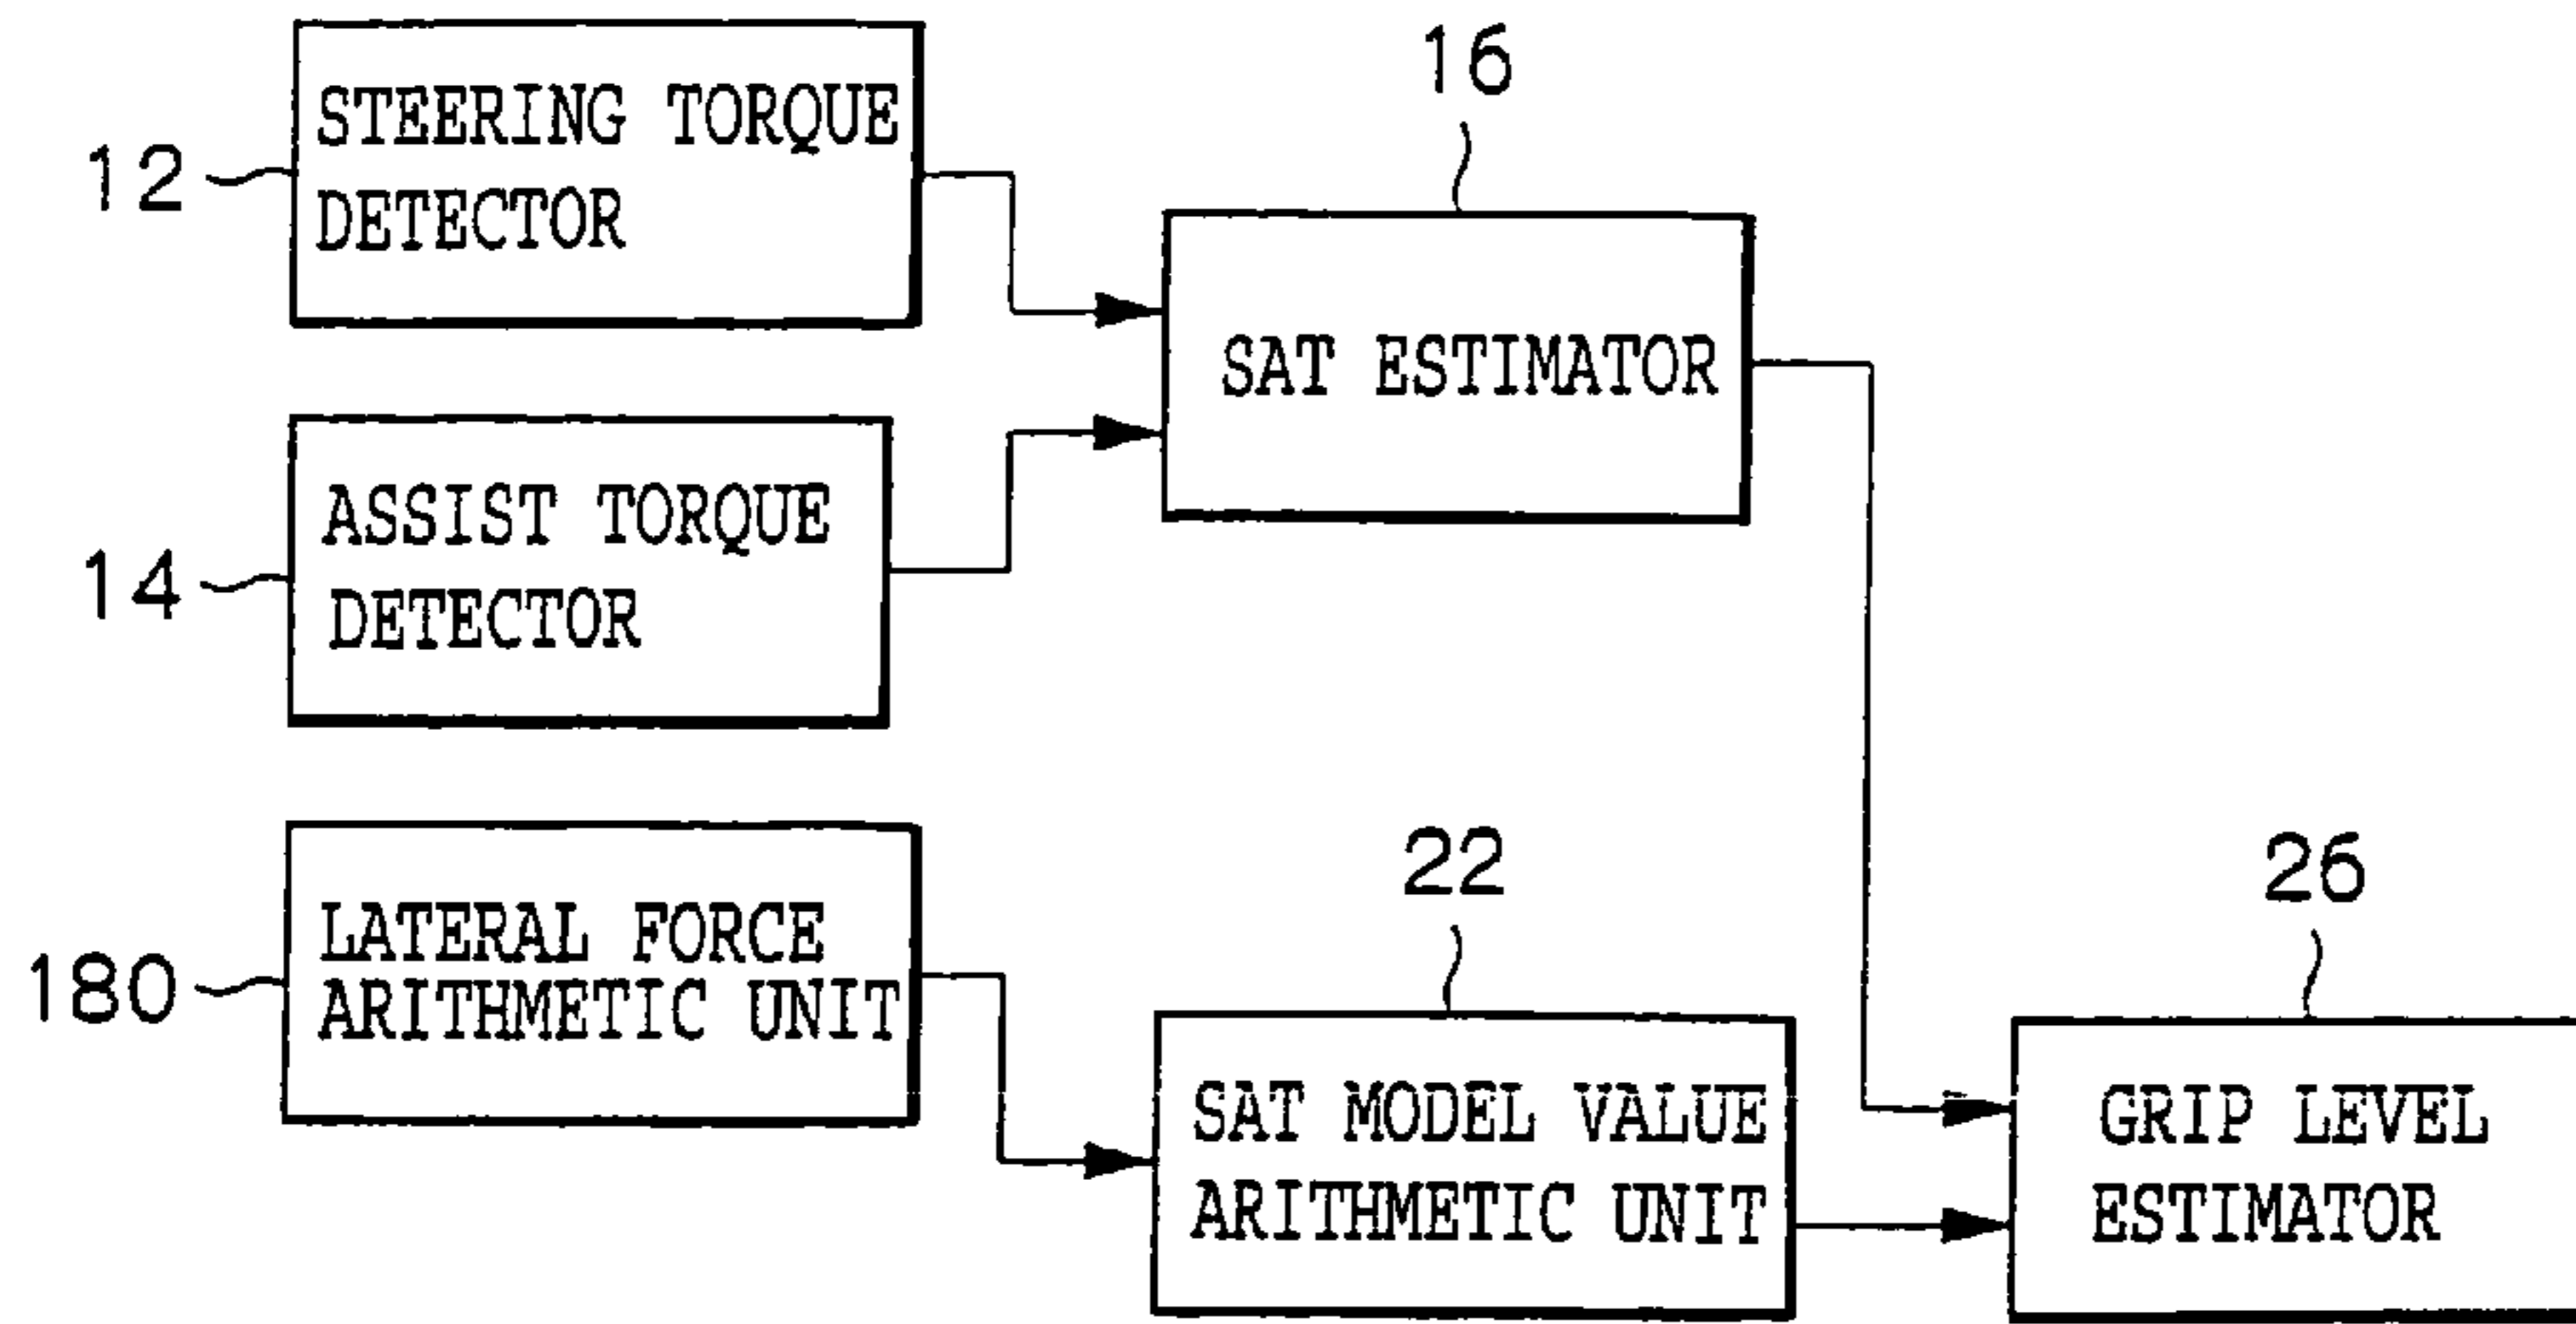 12
STEERING TORQUE
DETECTOR
14
ASSIST TORQUE
DETECTOR
16
SAT ESTIMATOR
180
LATERAL FORCE
ARITHMETIC UNIT
22
SAT MODEL VALUE
ARITHMETIC UNIT
26
GRIP LEVEL
ESTIMATOR